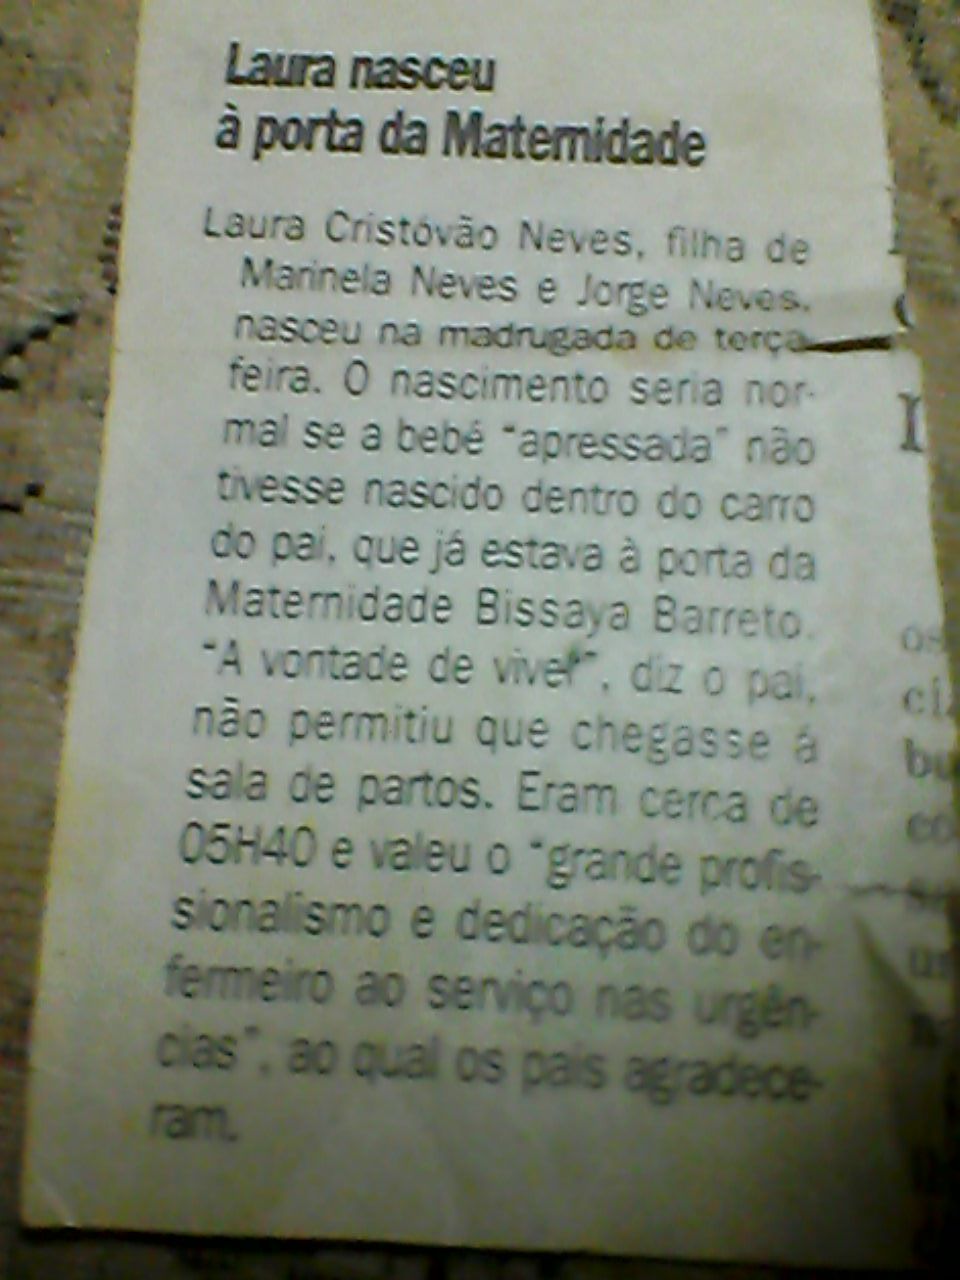 Laura nasceu
à porta da Maternidade
Laura Cristóvão Neves, filha de
Marinela Neves e Jorge Neves,
nasceu na madrugada de terça
feira. O nascimento seria nor-
mal se a bebé “apressada” não
tivesse nascido dentro do carro
do pai, que já estava à porta da
Maternidade Bissaya Barreto.
“A vontade de viver”, diz o pai,
não permitiu que chegasse á
sala de partos. Eram cerca de
05H40 e valeu o “grande profis-
sionalismo e dedicação do en-
fermeiro ao serviço nas urgên-
cias”, ao qual os pais agradece-
ram.